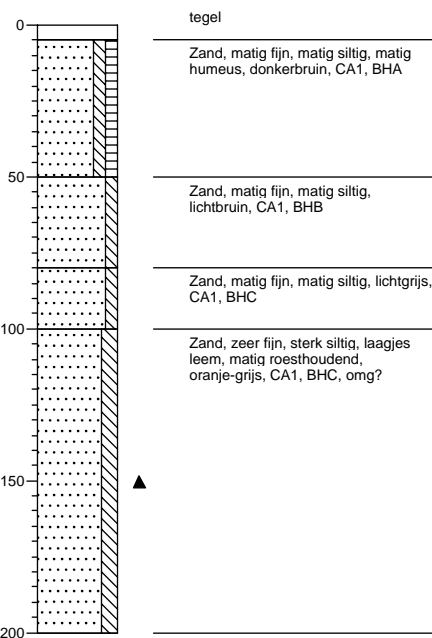 0
tegel
Zand, matig fijn, matig siltig, matig
humeus, donkerbruin, CA1, BHA
50
Zand, matig fijn, matig siltig,
lichtbruin, CA1, BHB
Zand, matig fijn, matig siltig, lichtgrijs,
CA1, BHC
100
Zand, zeer fijn, sterk siltig, laagjes
leem, matig roesthoudend,
oranje-grijs, CA1, BHC, omg?
150
200